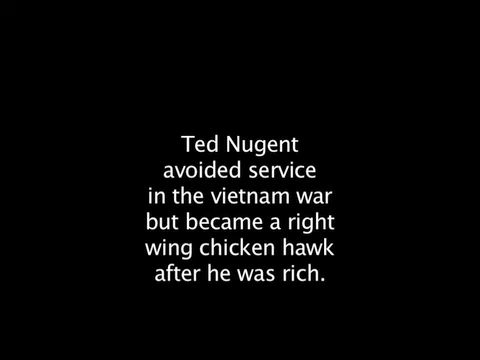 Ted Nugent
avoided service
in the vietnam war
but became a right
wing chicken hawk
after he was rich.